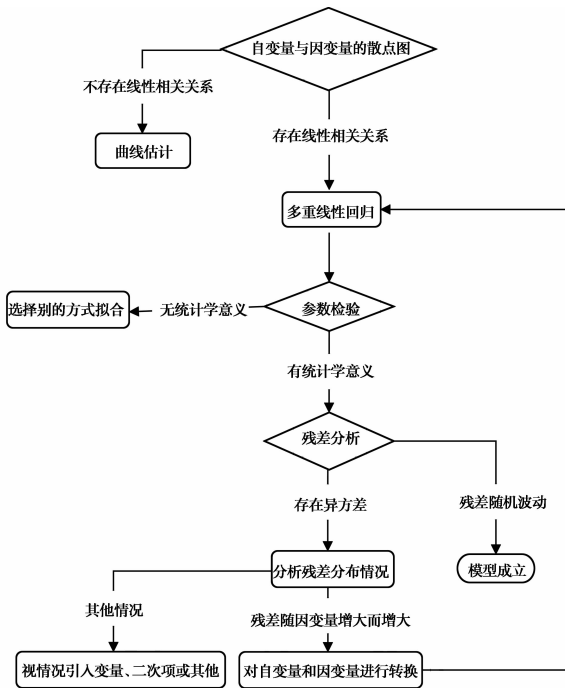 自变量与因变量的散点图
不存在线性相关关系
存在线性相关关系
曲线估计
多重线性回归
选择别的方式拟合
无统计学意义
参数检验
有统计学意义
残差分析
存在异方差
残差随机波动
分析残差分布情况
模型成立
其他情况
残差随因变量增大而增大
视情况引入变量、二次项或其他
对自变量和因变量进行转换